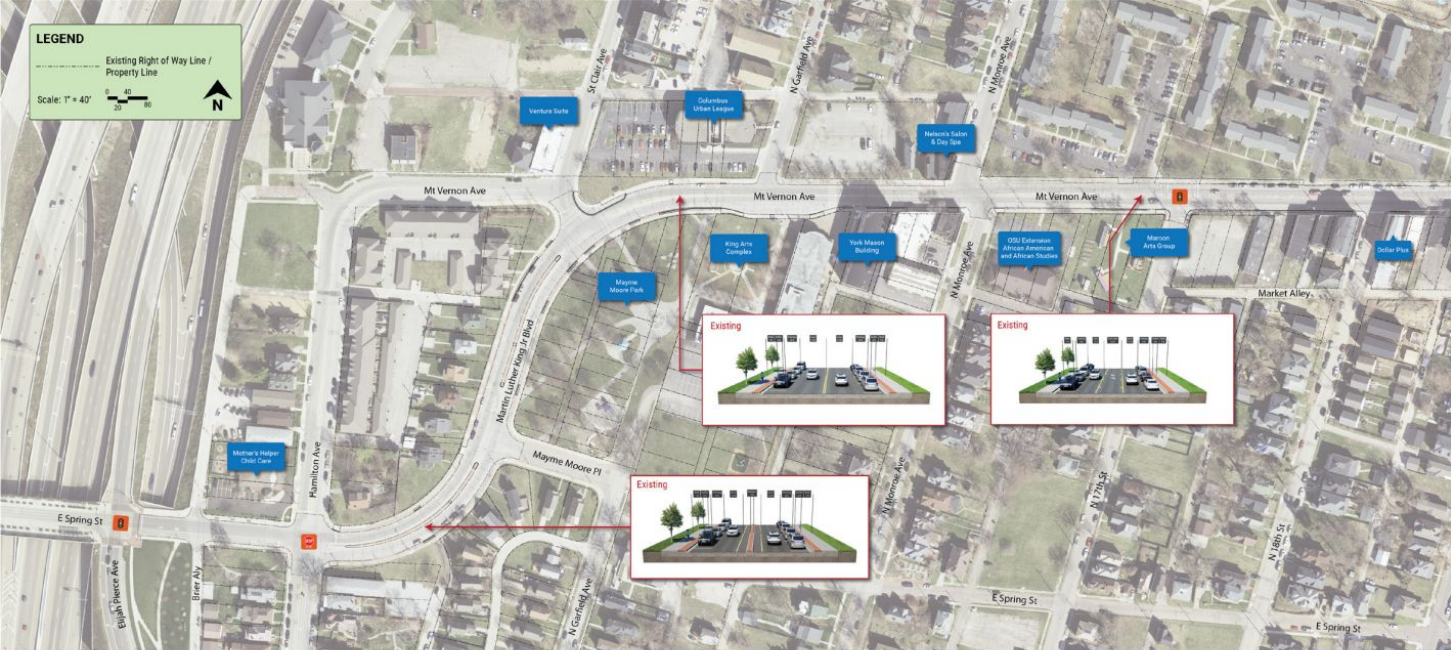 LEGEND
Existing Right of Way Line /
Property Line
Scale: 1" = 40'
0 40
20 80
N
St Clair Ave
N Garfield Ave
N Monroe Ave
Venture Suite
Columbus
Urban League
Nelson's Salon
& Day Spa
Mt Vernon Ave
Mt Vernon Ave
Mt Vernon Ave
King Arts
Complex
York Mason
Building
OSU Extension
African American
and African Studies
Maroon
Arts Group
Dollar Plus
Mayme
Moore Park
N Monroe Ave
Market Alley
Existing
Existing
Martin Luther King Jr Blvd
Mother's Helper
Child Care
Hamilton Ave
Mayme Moore Pl
N Monroe Ave
N 17th St
N 18th St
Existing
E Spring St
Elijah Pierce Ave
Brier Aly
N Garfield Ave
E Spring St
E Spring St